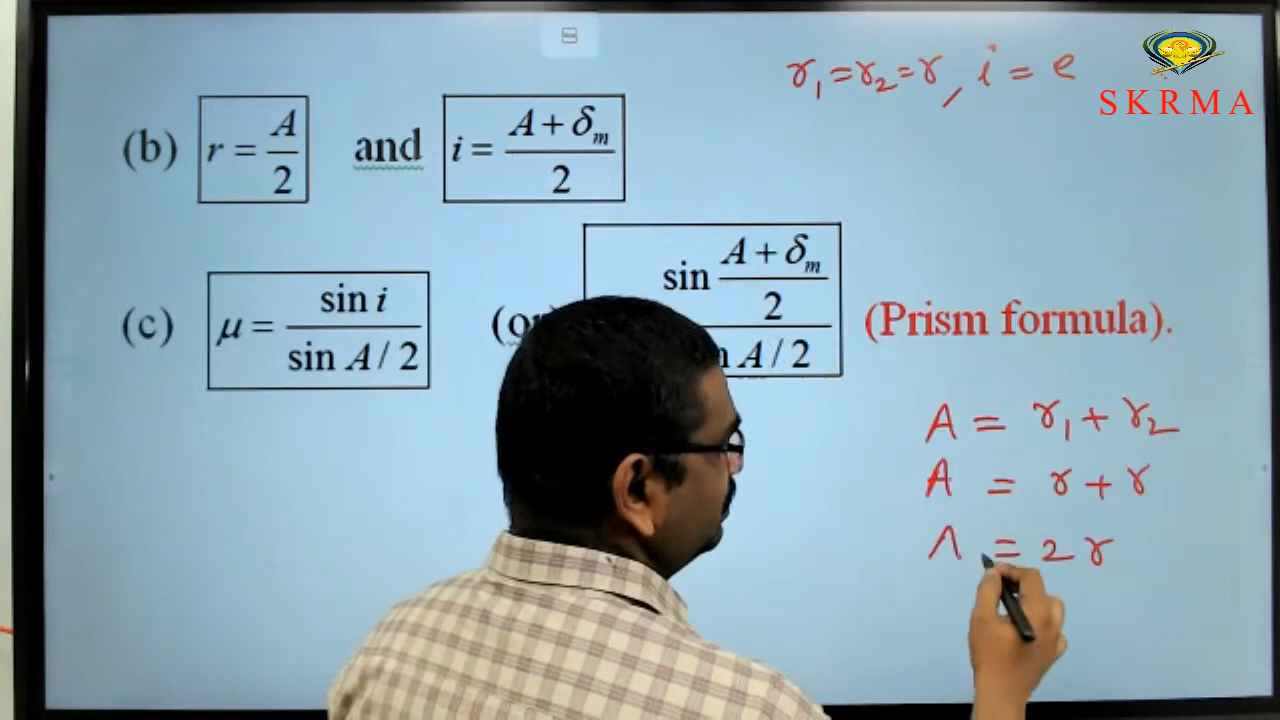 r₁ = r₂ = r, i = e
SKRMA
(b) r = A/2 and i = (A + δₘ)/2
(c) μ = sin i / sin A/2 (or sin (A + δₘ)/2 / A/2 (Prism formula).
A = r₁ + r₂
A = r + r
Λ = 2r